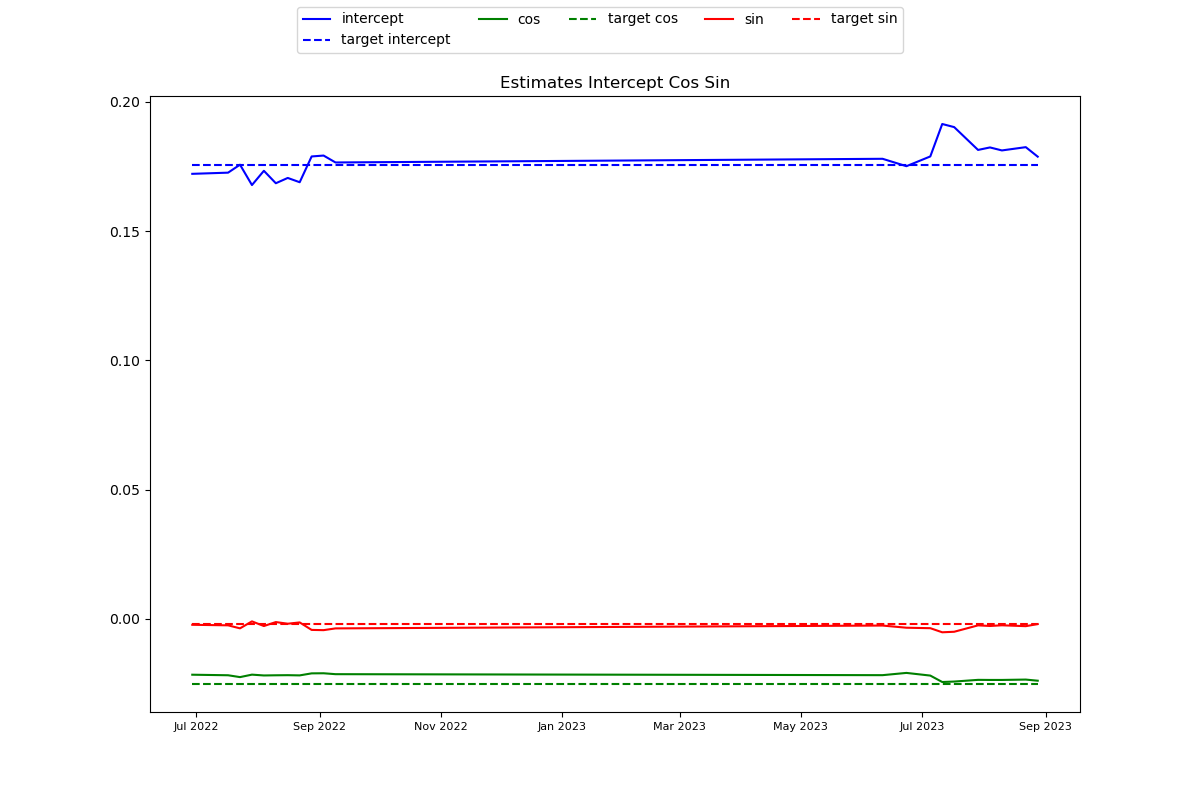 intercept cos target cos sin target sin
target intercept
Estimates Intercept Cos Sin
0.20
0.15
0.10
0.05
0.00
Jul 2022 Sep 2022 Nov 2022 Jan 2023 Mar 2023 May 2023 Jul 2023 Sep 2023